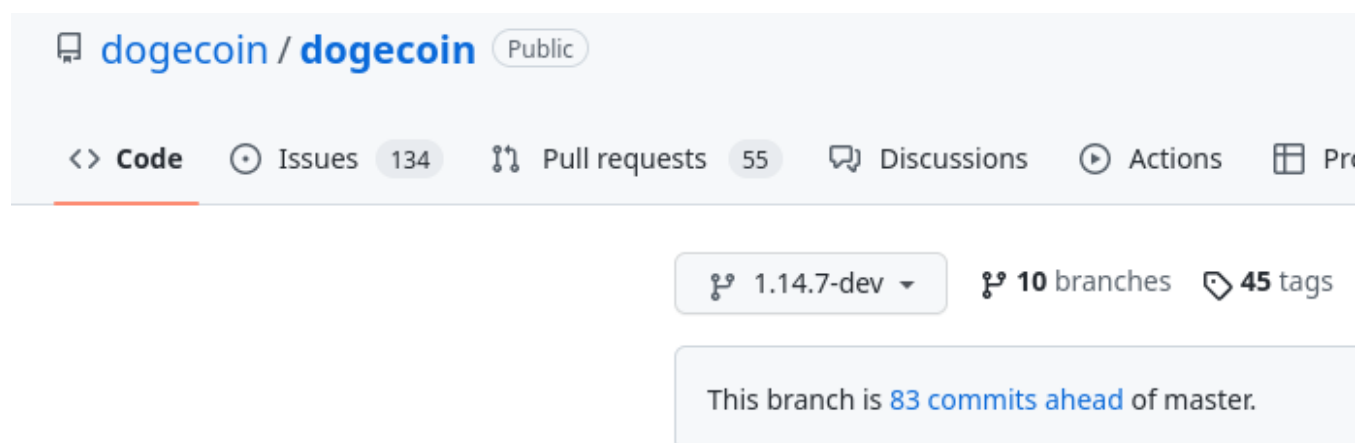 dogecoin / dogecoin Public
Code Issues 134 Pull requests 55 Discussions Actions
1.14.7-dev 10 branches 45 tags
This branch is 83 commits ahead of master.